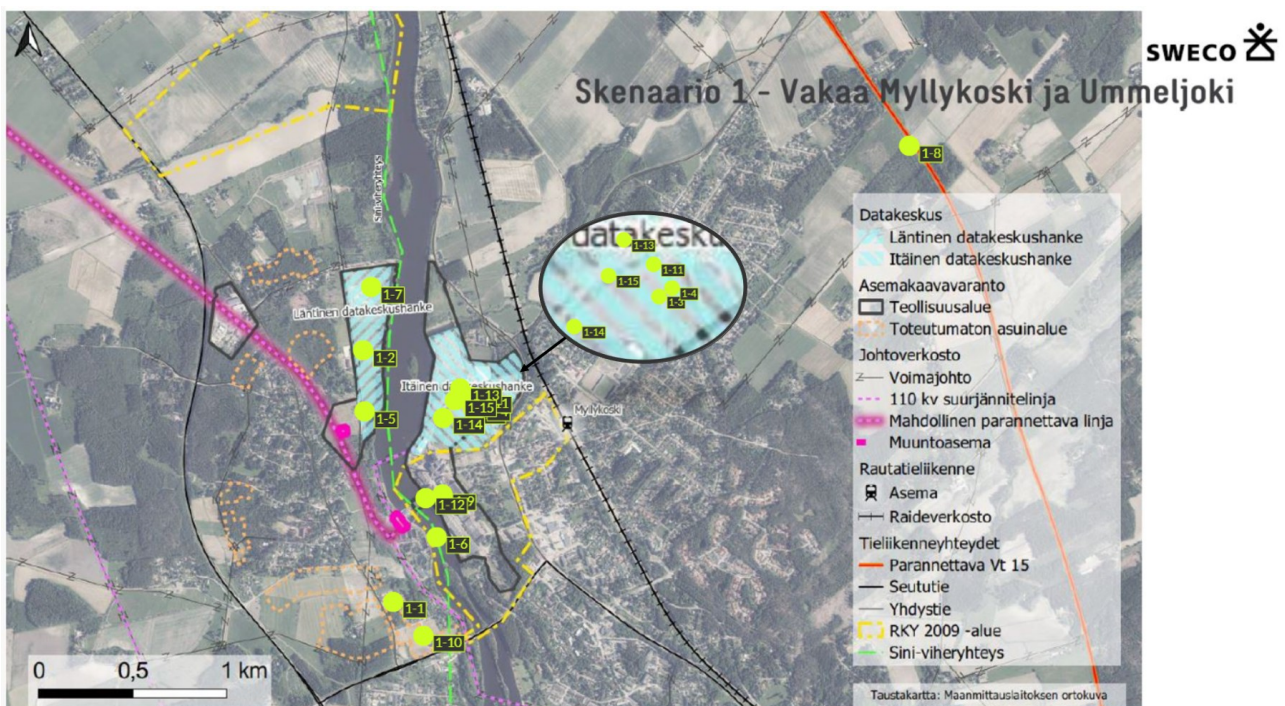 SWECO
Skenaario 1 - Vakaa Myllykoski ja Ummeljoki
1-8
Sini-viheryhteys
datakesku
1-13
1-11
1-15
1-4
1-3
1-14
1-7
Läntinen datakeskushanke
1-2
Itäinen datakeskushanke
1-13
1-15
1-14
1-5
Myllykoski
1-12
1-6
1-1
1-10
0 0,5 1 km
Datakeskus
Läntinen datakeskushanke
Itäinen datakeskushanke
Asemakaavavaranto
Teollisuusalue
Toteutumaton asuinalue
Johtoverkosto
Voimajohto
110 kv suurjännitelinja
Mahdollinen parannettava linja
Muuntoasema
Rautatieliikenne
Asema
Raideverkosto
Tieliikenneyhteydet
Parannettava Vt 15
Seututie
Yhdystie
RKY 2009 -alue
Sini-viheryhteys
Taustakartta: Maanmittauslaitoksen ortokuva